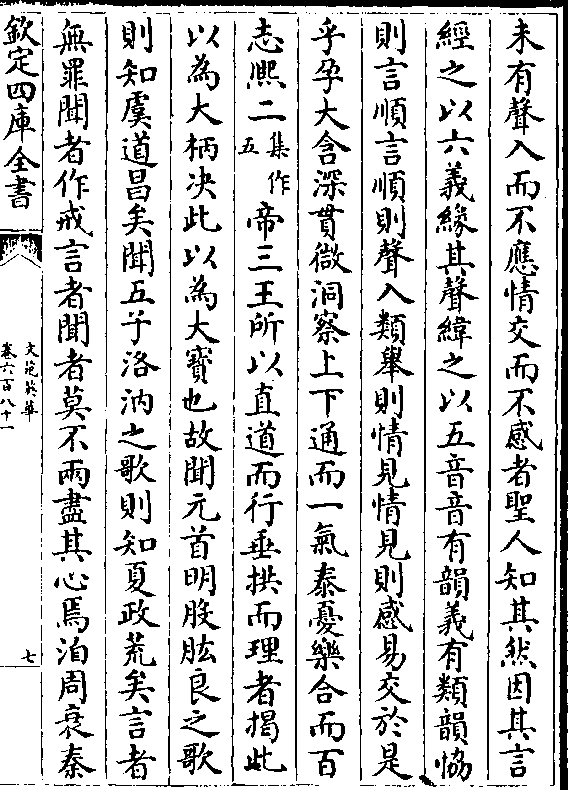 未有聲入而不應情交而不感者聖人知其然因其言
經之以六義緣其聲緯之以五音音有韻義有類韻恊
則言順言順則聲入類舉則情見情見則感易交於是
乎孕大含深貫微洞察上下通而一氣泰憂樂合而百
志熈二集作五帝三王所以直道而行垂拱而理者揭此
以為大柄決此以為大寶也故聞元首明股肱良之歌
則知虞道昌矣聞五子洛汭之歌則知夏政荒矣言者
無罪聞者作戒言者聞者莫不兩盡其心焉洎周衰秦
欽定四庫全書
文苑英華
卷六百八十一
七